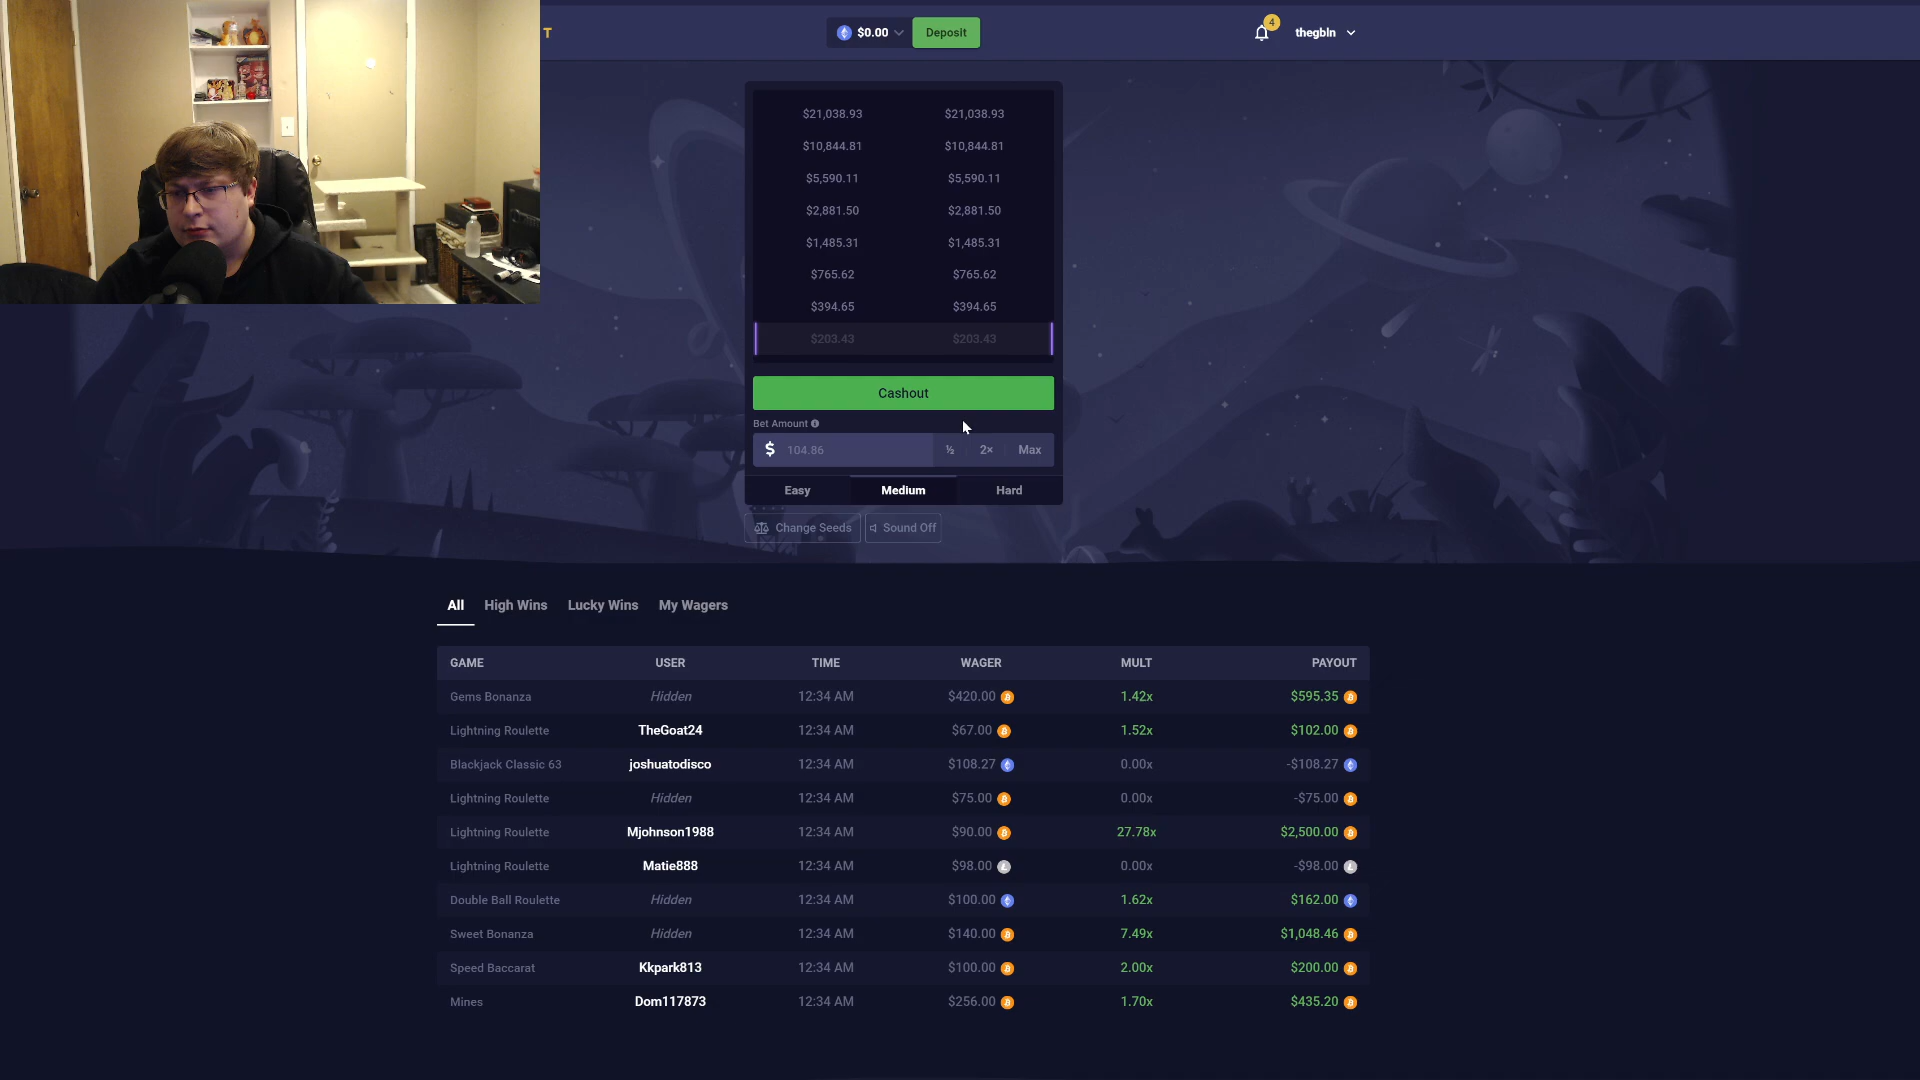 T
$0.00
Deposit
4
thegbln
$21,038.93 $21,038.93
$10,844.81 $10,844.81
$5,590.11 $5,590.11
$2,881.50 $2,881.50
$1,485.31 $1,485.31
$765.62 $765.62
$394.65 $394.65
$203.43 $203.43
Cashout
Bet Amount
$ 104.86 ½ 2× Max
Easy Medium Hard
Change Seeds Sound Off
All High Wins Lucky Wins My Wagers
GAME USER TIME WAGER MULT PAYOUT
Gems Bonanza Hidden 12:34 AM $420.00 1.42x $595.35
Lightning Roulette TheGoat24 12:34 AM $67.00 1.52x $102.00
Blackjack Classic 63 joshuatodisco 12:34 AM $108.27 0.00x -$108.27
Lightning Roulette Hidden 12:34 AM $75.00 0.00x -$75.00
Lightning Roulette Mjohnson1988 12:34 AM $90.00 27.78x $2,500.00
Lightning Roulette Matie888 12:34 AM $98.00 0.00x -$98.00
Double Ball Roulette Hidden 12:34 AM $100.00 1.62x $162.00
Sweet Bonanza Hidden 12:34 AM $140.00 7.49x $1,048.46
Speed Baccarat Kkpark813 12:34 AM $100.00 2.00x $200.00
Mines Dom117873 12:34 AM $256.00 1.70x $435.20